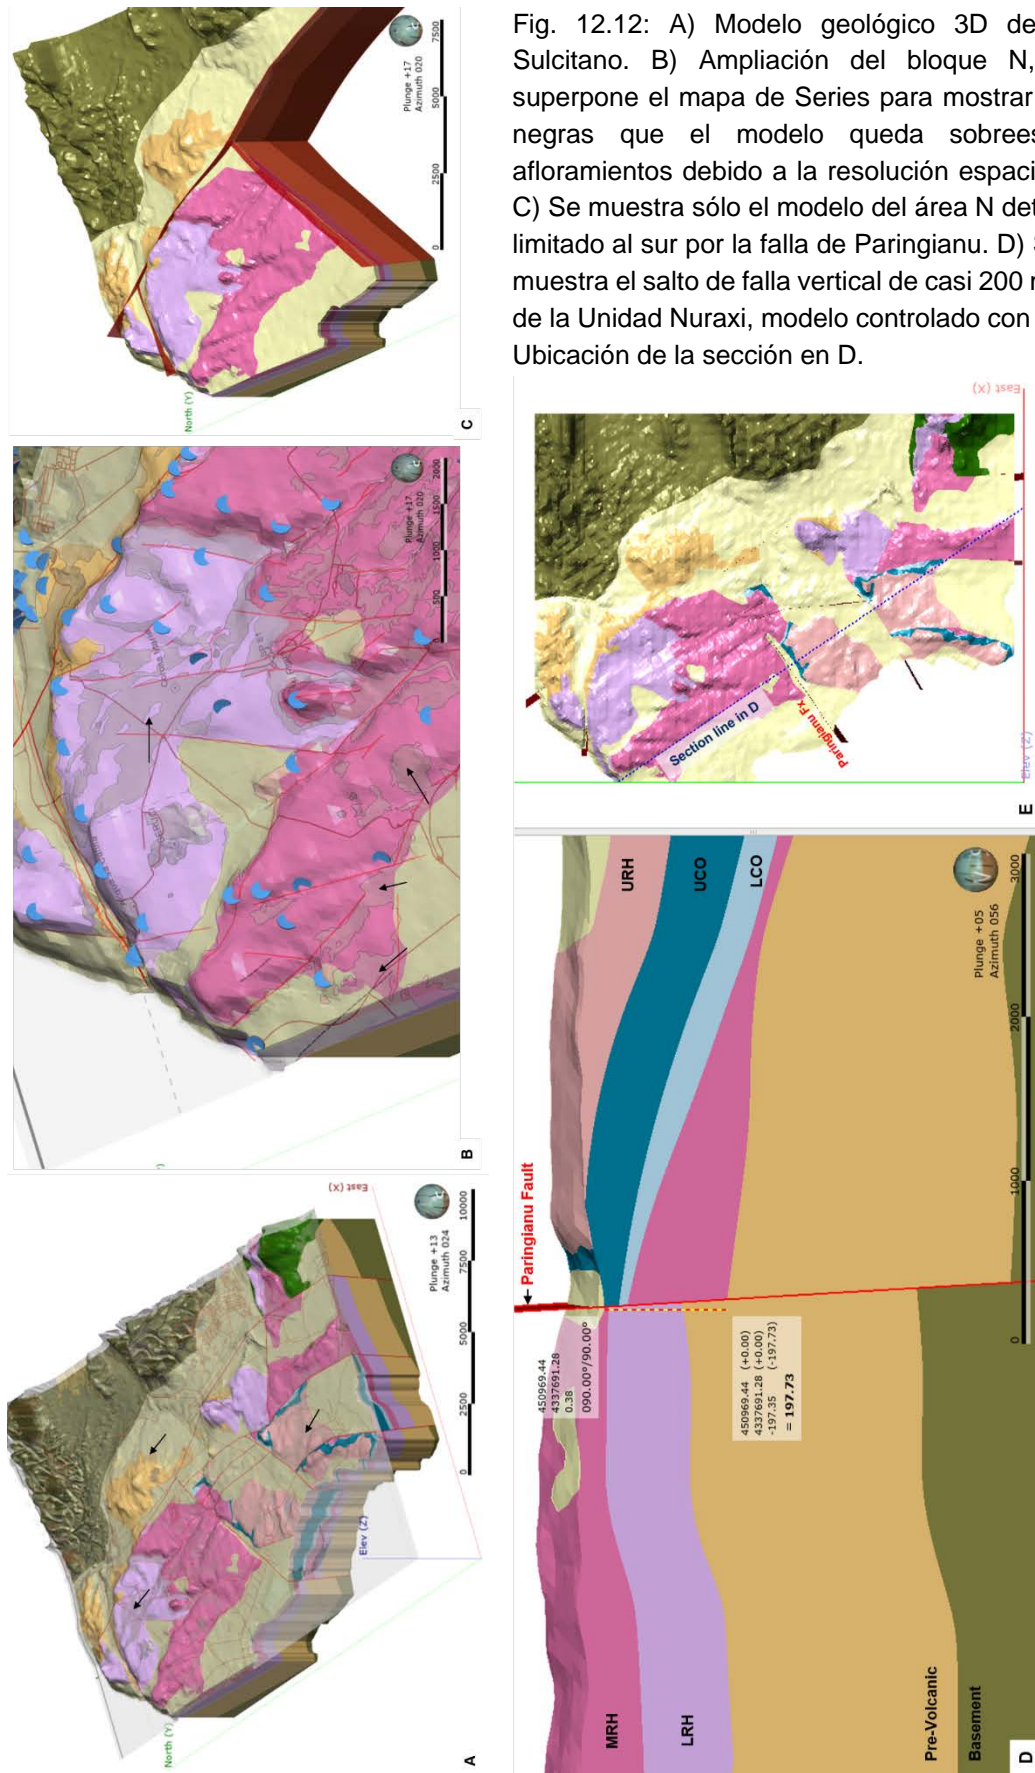 Fig. 12.12: A) Modelo geológico 3D de
Sulcitano. B) Ampliación del bloque N,
superpone el mapa de Series para mostrar
negras que el modelo queda sobrees
afloramientos debido a la resolución espaci
C) Se muestra sólo el modelo del área N det
limitado al sur por la falla de Paringianu. D)
muestra el salto de falla vertical de casi 200
de la Unidad Nuraxi, modelo controlado con
Ubicación de la sección en D.
North (Y)
Plunge +17
Azimuth 020
0 2500 5000 7500
C
Plunge +17
Azimuth 020
500 1000 1500 2000
B
North (Y)
East (X)
Elev (Z)
Plunge +13
Azimuth 024
0 2500 5000 7500 10000
A
East (X)
Elev (Z)
Section line in D
Paringianu Fx
E
Paringianu Fault
450969.44
4337691.28
0.38
090.00°/90.00°
450969.44 (+0.00)
4337691.28 (+0.00)
-197.35 (-197.73)
= 197.73
URH
UCO
LCO
MRH
LRH
Pre-Volcanic
Basement
Plunge +05
Azimuth 056
0 1000 2000 3000
D